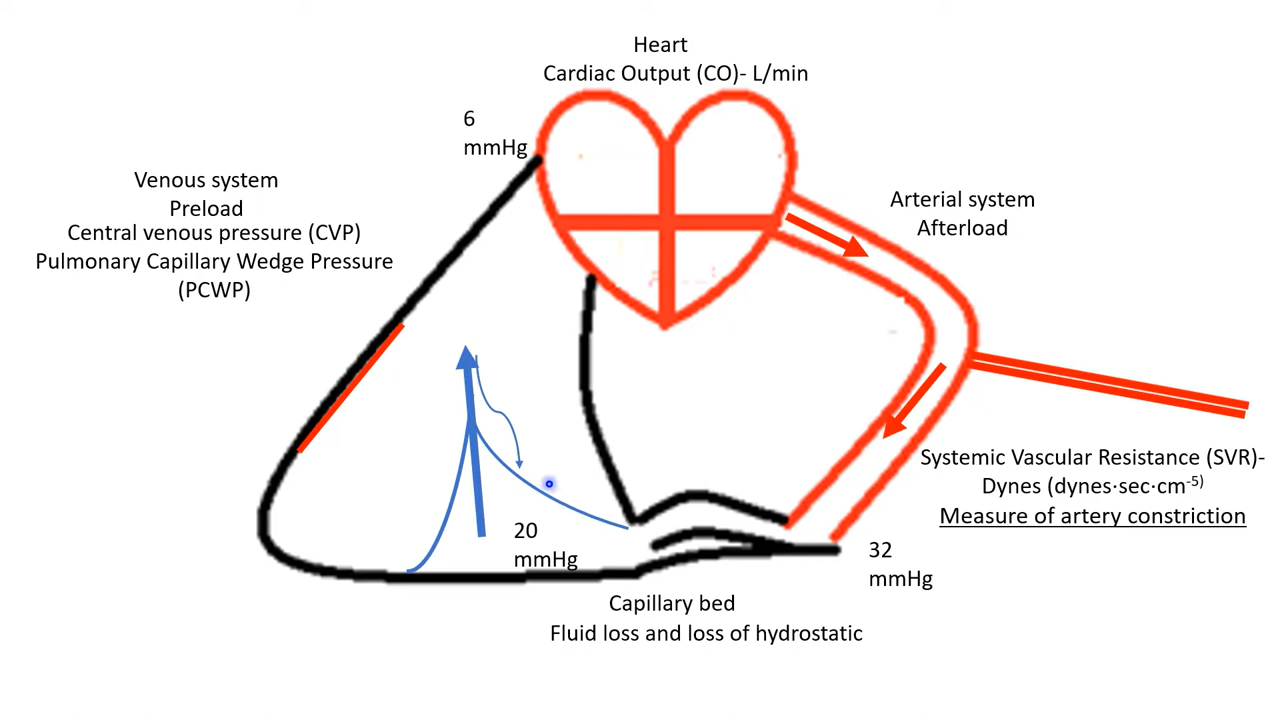 Heart
Cardiac Output (CO)- L/min
6
mmHg
Venous system
Preload
Central venous pressure (CVP)
Pulmonary Capillary Wedge Pressure
(PCWP)
Arterial system
Afterload
Systemic Vascular Resistance (SVR)-
Dynes (dynes·sec·cm-5)
Measure of artery constriction
20
mmHg
32
mmHg
Capillary bed
Fluid loss and loss of hydrostatic